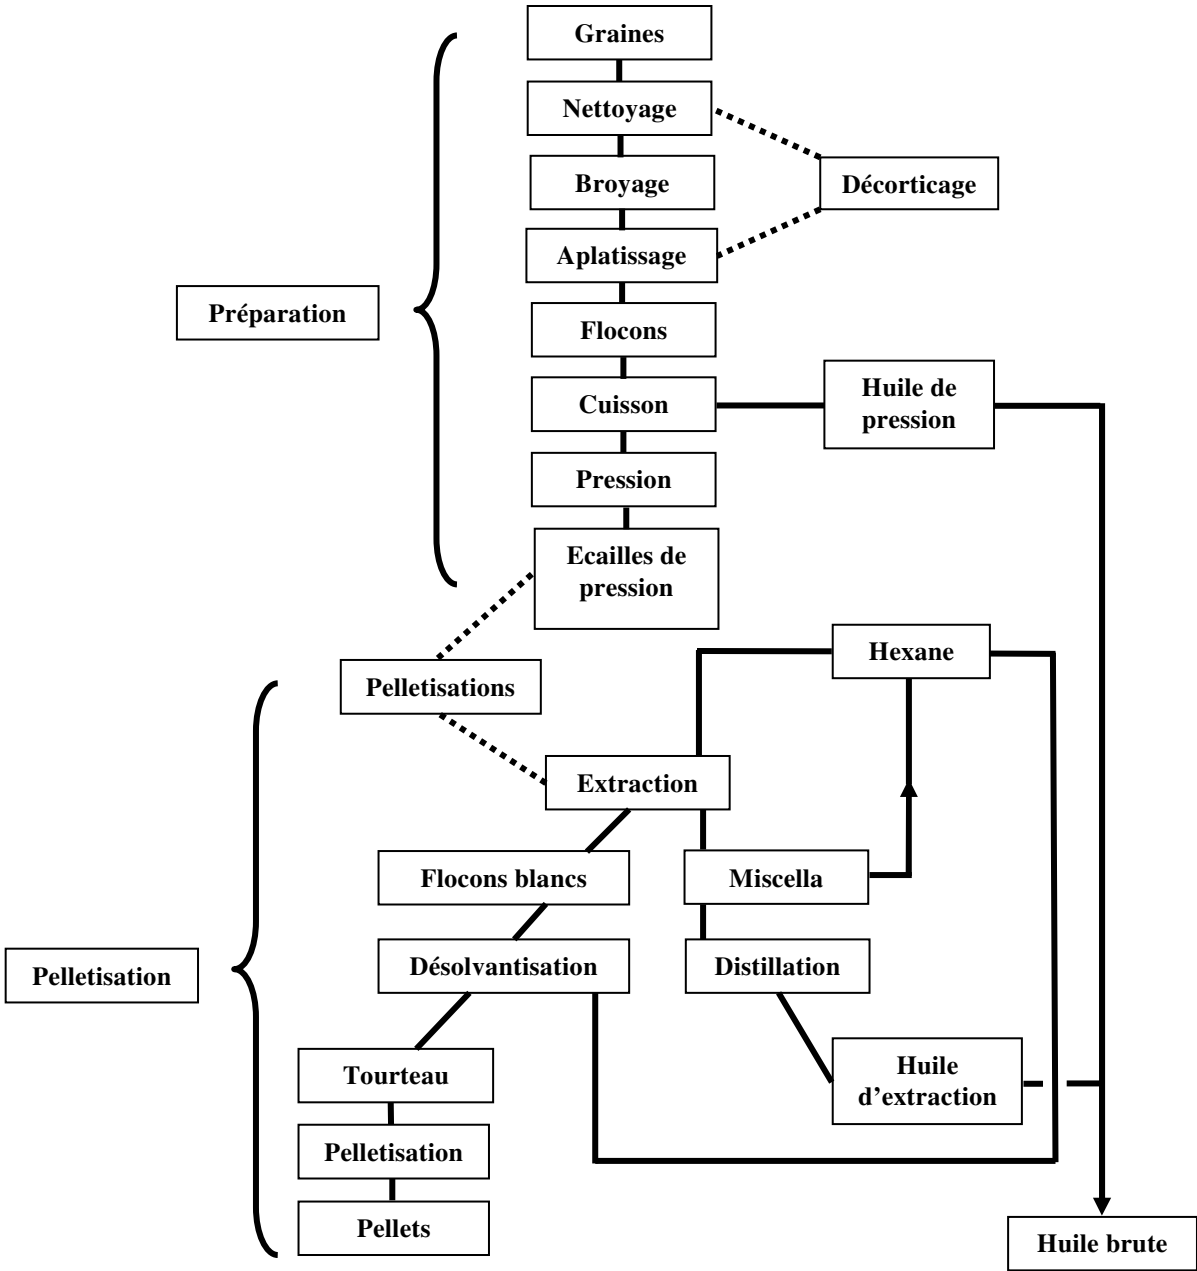 Graines
Nettoyage
Broyage
Décorticage
Aplatissage
Préparation
Flocons
Cuisson
Huile de
pression
Pression
Ecailles de
pression
Hexane
Pelletisations
Extraction
Flocons blancs
Miscella
Pelletisation
Désolvantisation
Distillation
Tourteau
Huile
d’extraction
Pelletisation
Pellets
Huile brute